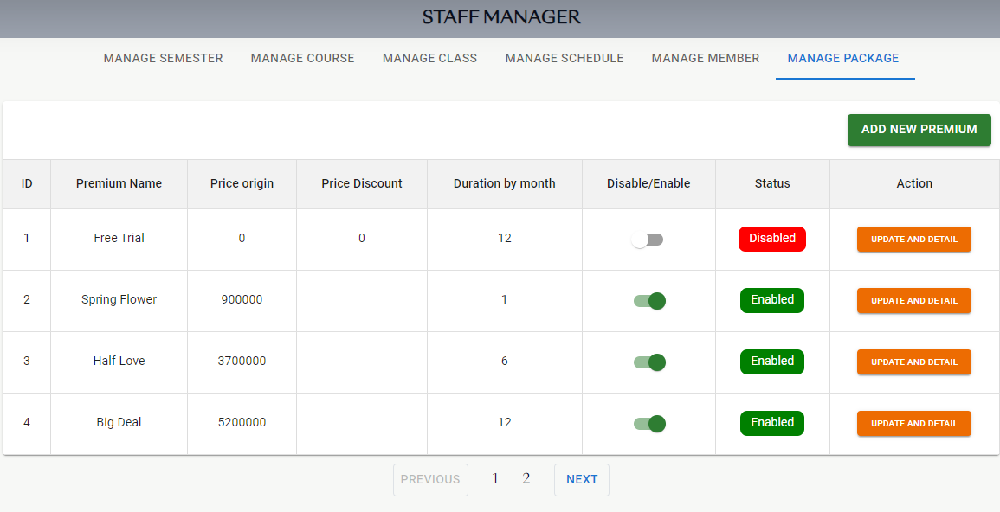 STAFF MANAGER
MANAGE SEMESTER MANAGE COURSE MANAGE CLASS MANAGE SCHEDULE MANAGE MEMBER MANAGE PACKAGE
ADD NEW PREMIUM
ID Premium Name Price origin Price Discount Duration by month Disable/Enable Status Action
1 Free Trial 0 0 12 Disabled UPDATE AND DETAIL
2 Spring Flower 900000 1 Enabled UPDATE AND DETAIL
3 Half Love 3700000 6 Enabled UPDATE AND DETAIL
4 Big Deal 5200000 12 Enabled UPDATE AND DETAIL
PREVIOUS 1 2 NEXT